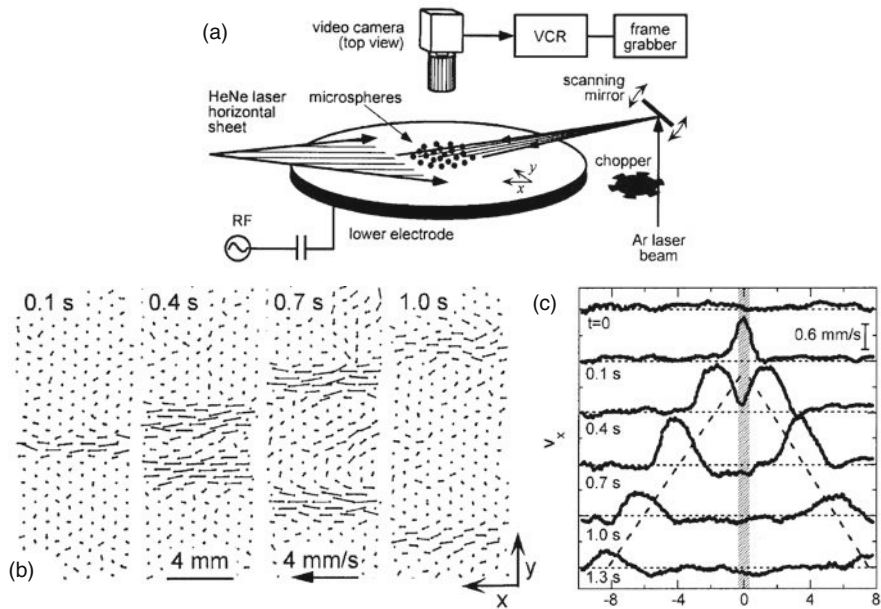 (a)
video camera
(top view)
VCR
frame
grabber
HeNe laser
horizontal
sheet
microspheres
scanning
mirror
chopper
y
x
RF
lower electrode
Ar laser
beam
(b)
0.1 s
0.4 s
0.7 s
1.0 s
4 mm
4 mm/s
y
x
(c)
t=0
0.6 mm/s
0.1 s
0.4 s
0.7 s
1.0 s
1.3 s
vx
-8 -4 0 4 8